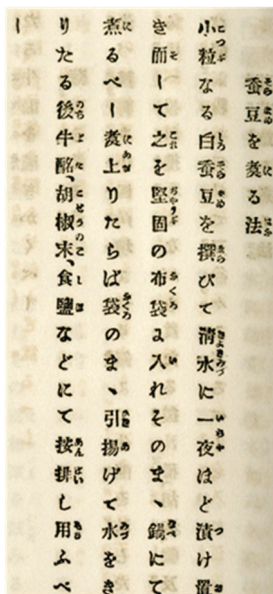 蚕豆を煑る法
小粒なる白蚕豆を撰びて清水に一夜ほど漬け置
き而して之を堅固の布袋に入れそのまゝ鍋にて
煮るべし煑上りたらば袋のまゝ引揚げて水をき
りたる後牛酪、胡椒末、食鹽などにて按排し用ふべ
し